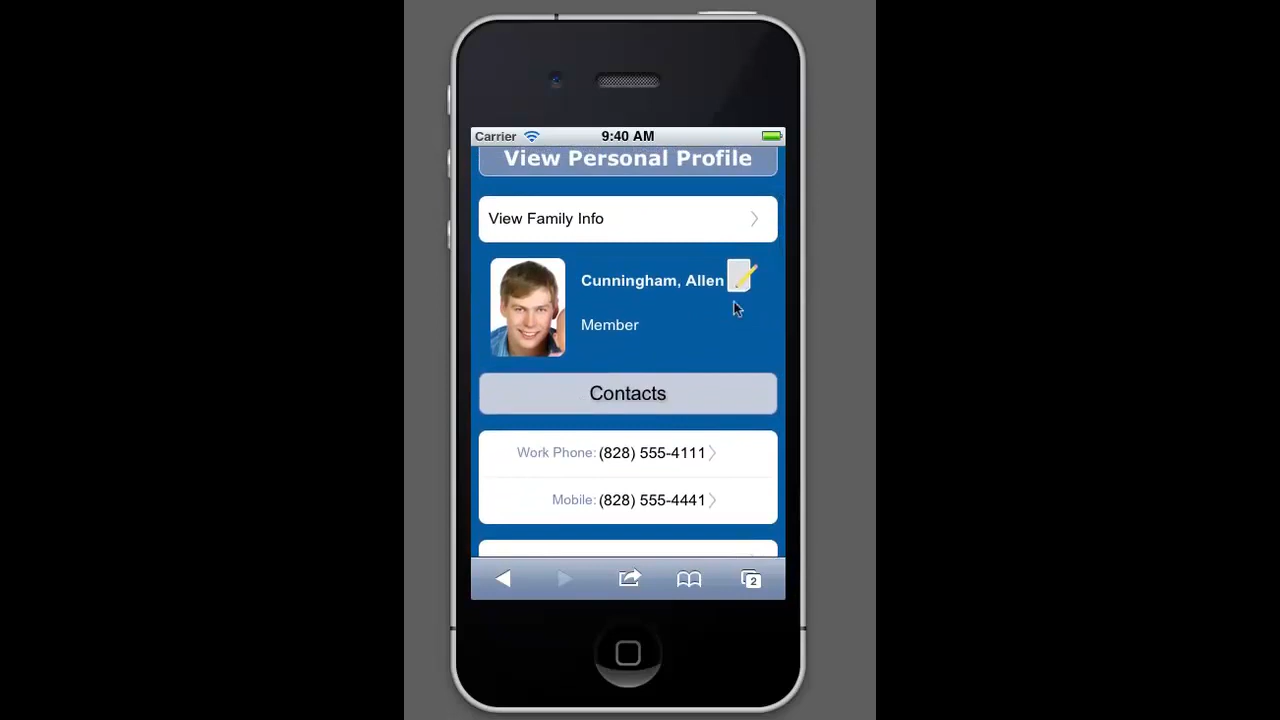 Carrier 9:40 AM
View Personal Profile
View Family Info
Cunningham, Allen
Member
Contacts
Work Phone: (828) 555-4111
Mobile: (828) 555-4441
2